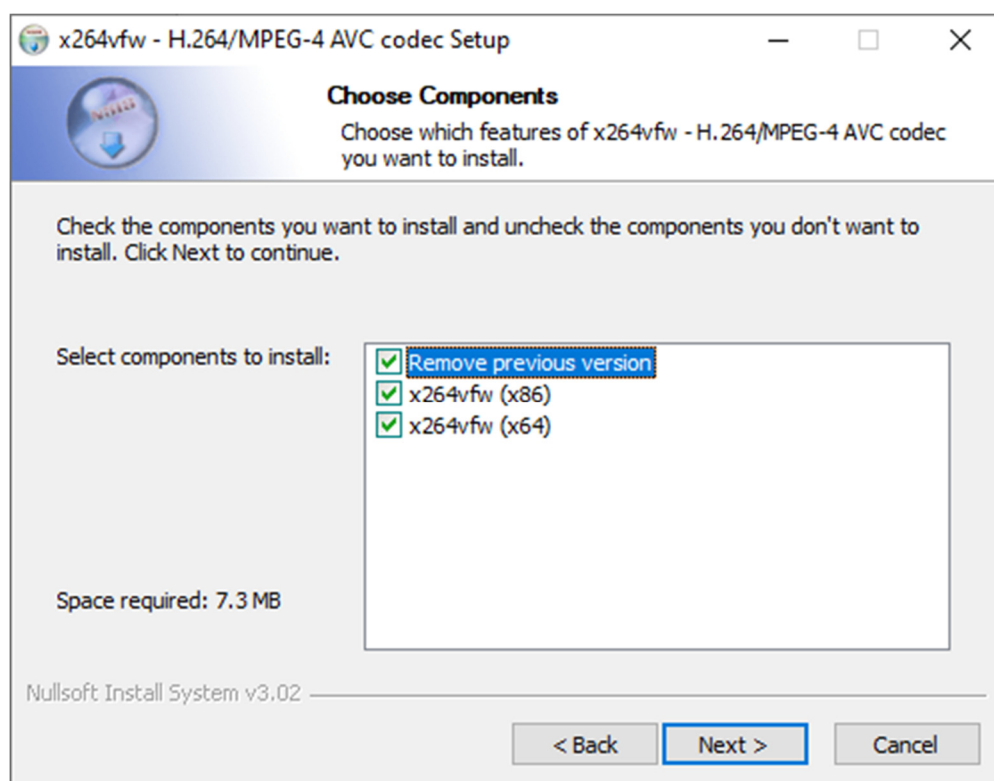 x264vfw - H.264/MPEG-4 AVC codec Setup
Choose Components
Choose which features of x264vfw - H.264/MPEG-4 AVC codec
you want to install.
Check the components you want to install and uncheck the components you don't want to
install. Click Next to continue.
Select components to install:
Remove previous version
x264vfw (x86)
x264vfw (x64)
Space required: 7.3 MB
Nullsoft Install System v3.02
< Back
Next >
Cancel